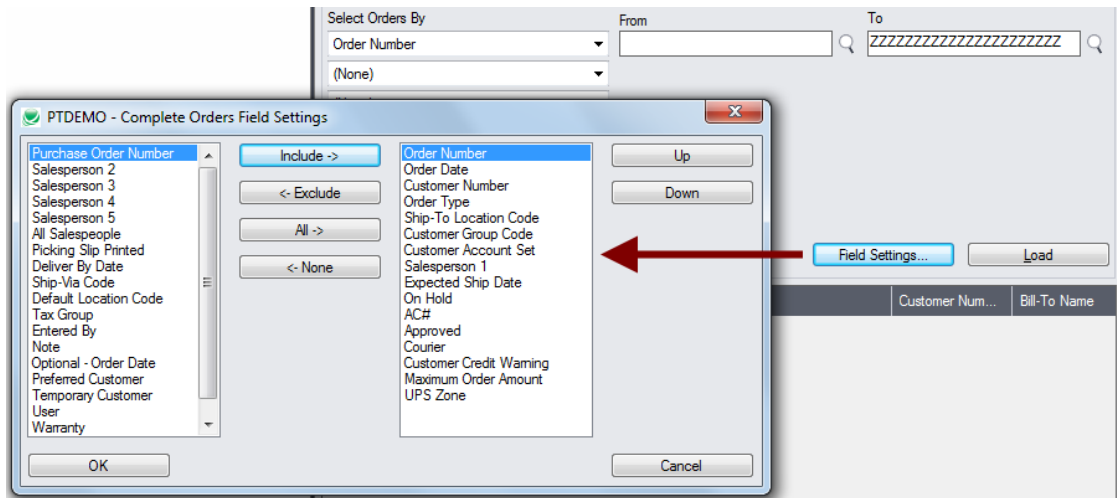 Select Orders By
From
To
Order Number
ZZZZZZZZZZZZZZZZZZZZZZ
(None)
PTDEMO - Complete Orders Field Settings
Purchase Order Number
Salesperson 2
Salesperson 3
Salesperson 4
Salesperson 5
All Salespeople
Picking Slip Printed
Deliver By Date
Ship-Via Code
Default Location Code
Tax Group
Entered By
Note
Optional - Order Date
Preferred Customer
Temporary Customer
User
Warranty
Include ->
<- Exclude
All ->
<- None
Order Number
Order Date
Customer Number
Order Type
Ship-To Location Code
Customer Group Code
Customer Account Set
Salesperson 1
Expected Ship Date
On Hold
AC#
Approved
Courier
Customer Credit Warning
Maximum Order Amount
UPS Zone
Up
Down
OK
Cancel
Field Settings...
Load
Customer Num...
Bill-To Name